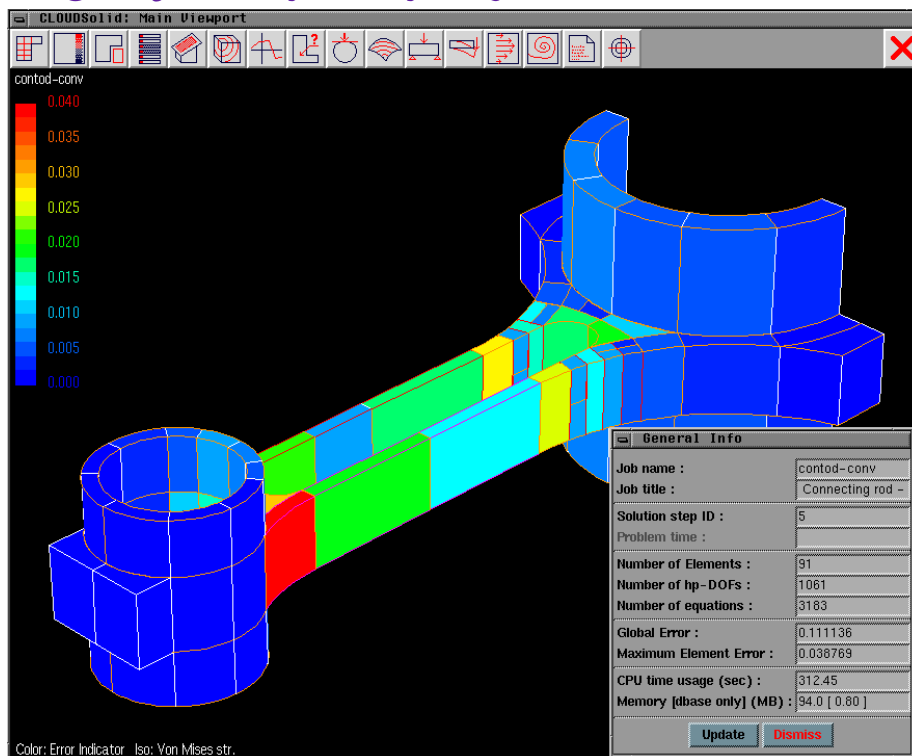 CLOUDSolid: Main Viewport
contod-conv
0.040
0.035
0.030
0.025
0.020
0.015
0.010
0.005
0.000
General Info
Job name : contod-conv
Job title : Connecting rod -
Solution step ID : 5
Problem time :
Number of Elements : 91
Number of hp-DOFs : 1061
Number of equations : 3183
Global Error : 0.111136
Maximum Element Error : 0.038769
CPU time usage (sec) : 312.45
Memory [dbase only] (MB) : 94.0 [ 0.80 ]
Update Dismiss
Color: Error Indicator Iso: Von Mises str.